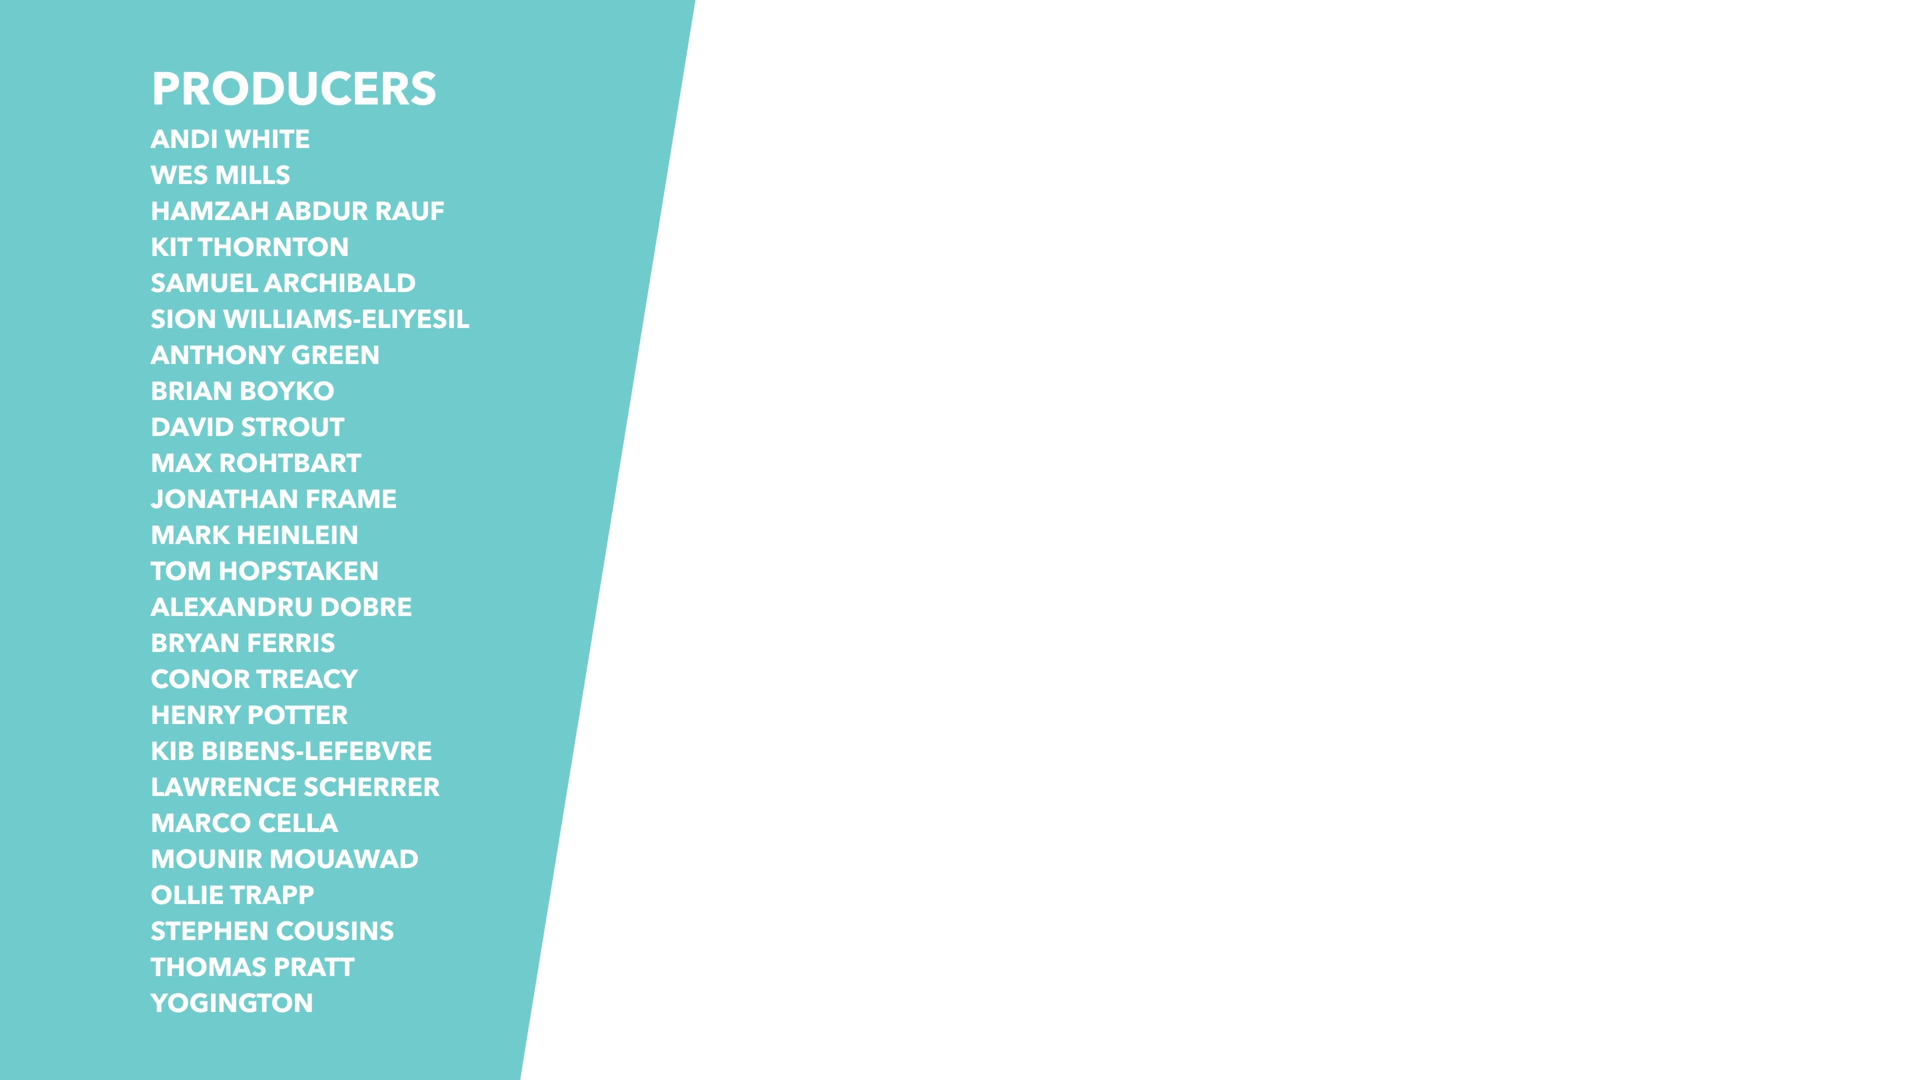 PRODUCERS
ANDI WHITE
WES MILLS
HAMZAH ABDUR RAUF
KIT THORNTON
SAMUEL ARCHIBALD
SION WILLIAMS-ELIYESIL
ANTHONY GREEN
BRIAN BOYKO
DAVID STROUT
MAX ROHTBART
JONATHAN FRAME
MARK HEINLEIN
TOM HOPSTAKEN
ALEXANDRU DOBRE
BRYAN FERRIS
CONOR TREACY
HENRY POTTER
KIB BIBENS-LEFEBVRE
LAWRENCE SCHERRER
MARCO CELLA
MOUNIR MOUAWAD
OLLIE TRAPP
STEPHEN COUSINS
THOMAS PRATT
YOGINGTON